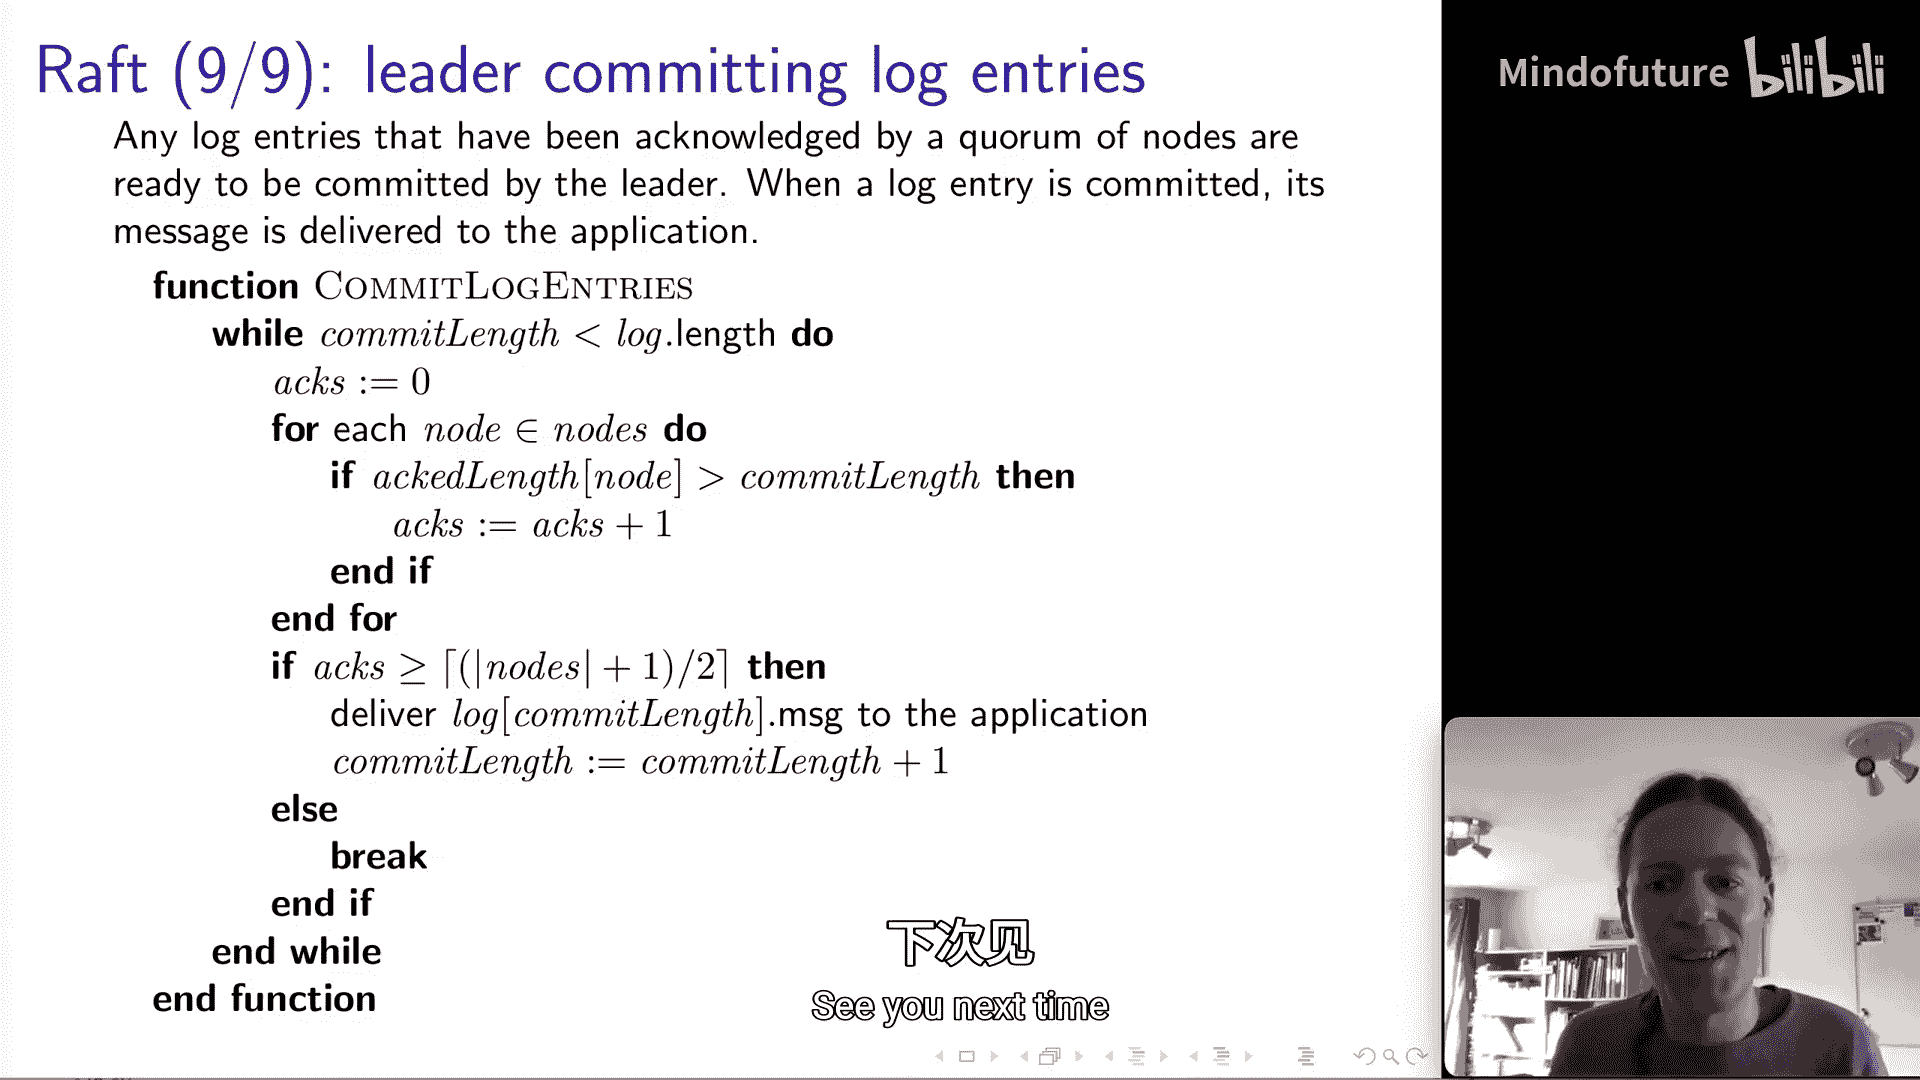 Raft (9/9): leader committing log entries
Mindofuture bilibili
Any log entries that have been acknowledged by a quorum of nodes are
ready to be committed by the leader. When a log entry is committed, its
message is delivered to the application.
function COMMITLOGENTRIES
while commitLength < log.length do
acks := 0
for each node ∈ nodes do
if ackedLength[node] > commitLength then
acks := acks + 1
end if
end for
if acks ≥ ⌈(|nodes| + 1)/2⌉ then
deliver log[commitLength].msg to the application
commitLength := commitLength + 1
else
break
end if
end while
end function
下次见
See you next time